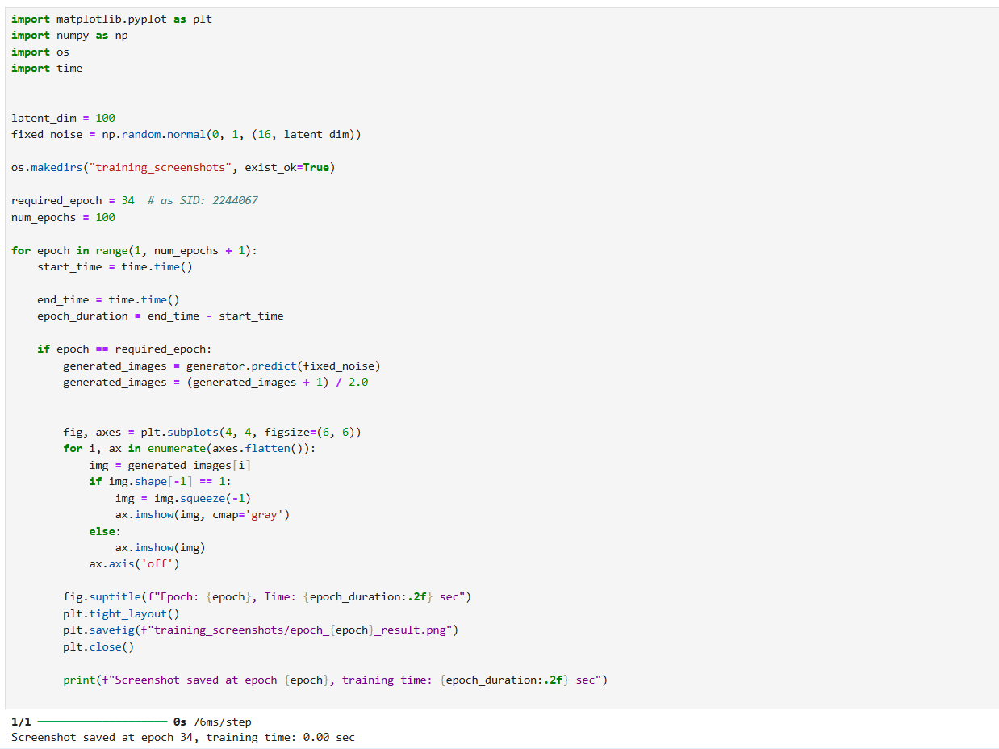 import matplotlib.pyplot as plt
import numpy as np
import os
import time
latent_dim = 100
fixed_noise = np.random.normal(0, 1, (16, latent_dim))
os.makedirs("training_screenshots", exist_ok=True)
required_epoch = 34  # as SID: 2244067
num_epochs = 100
for epoch in range(1, num_epochs + 1):
    start_time = time.time()
    end_time = time.time()
    epoch_duration = end_time - start_time
    if epoch == required_epoch:
        generated_images = generator.predict(fixed_noise)
        generated_images = (generated_images + 1) / 2.0
        fig, axes = plt.subplots(4, 4, figsize=(6, 6))
        for i, ax in enumerate(axes.flatten()):
            img = generated_images[i]
            if img.shape[-1] == 1:
                img = img.squeeze(-1)
                ax.imshow(img, cmap='gray')
            else:
                ax.imshow(img)
            ax.axis('off')
        fig.suptitle(f"Epoch: {epoch}, Time: {epoch_duration:.2f} sec")
        plt.tight_layout()
        plt.savefig(f"training_screenshots/epoch_{epoch}_result.png")
        plt.close()
        print(f"Screenshot saved at epoch {epoch}, training time: {epoch_duration:.2f} sec")
1/1 0s 76ms/step
Screenshot saved at epoch 34, training time: 0.00 sec